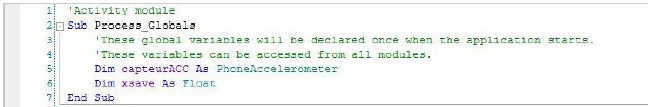 1 'Activity module
2 Sub Process_Globals
3 'These global variables will be declared once when the application starts.
4 'These variables can be accessed from all modules.
5 Dim capteurACC As PhoneAccelerometer
6 Dim xsave As Float
7 End Sub